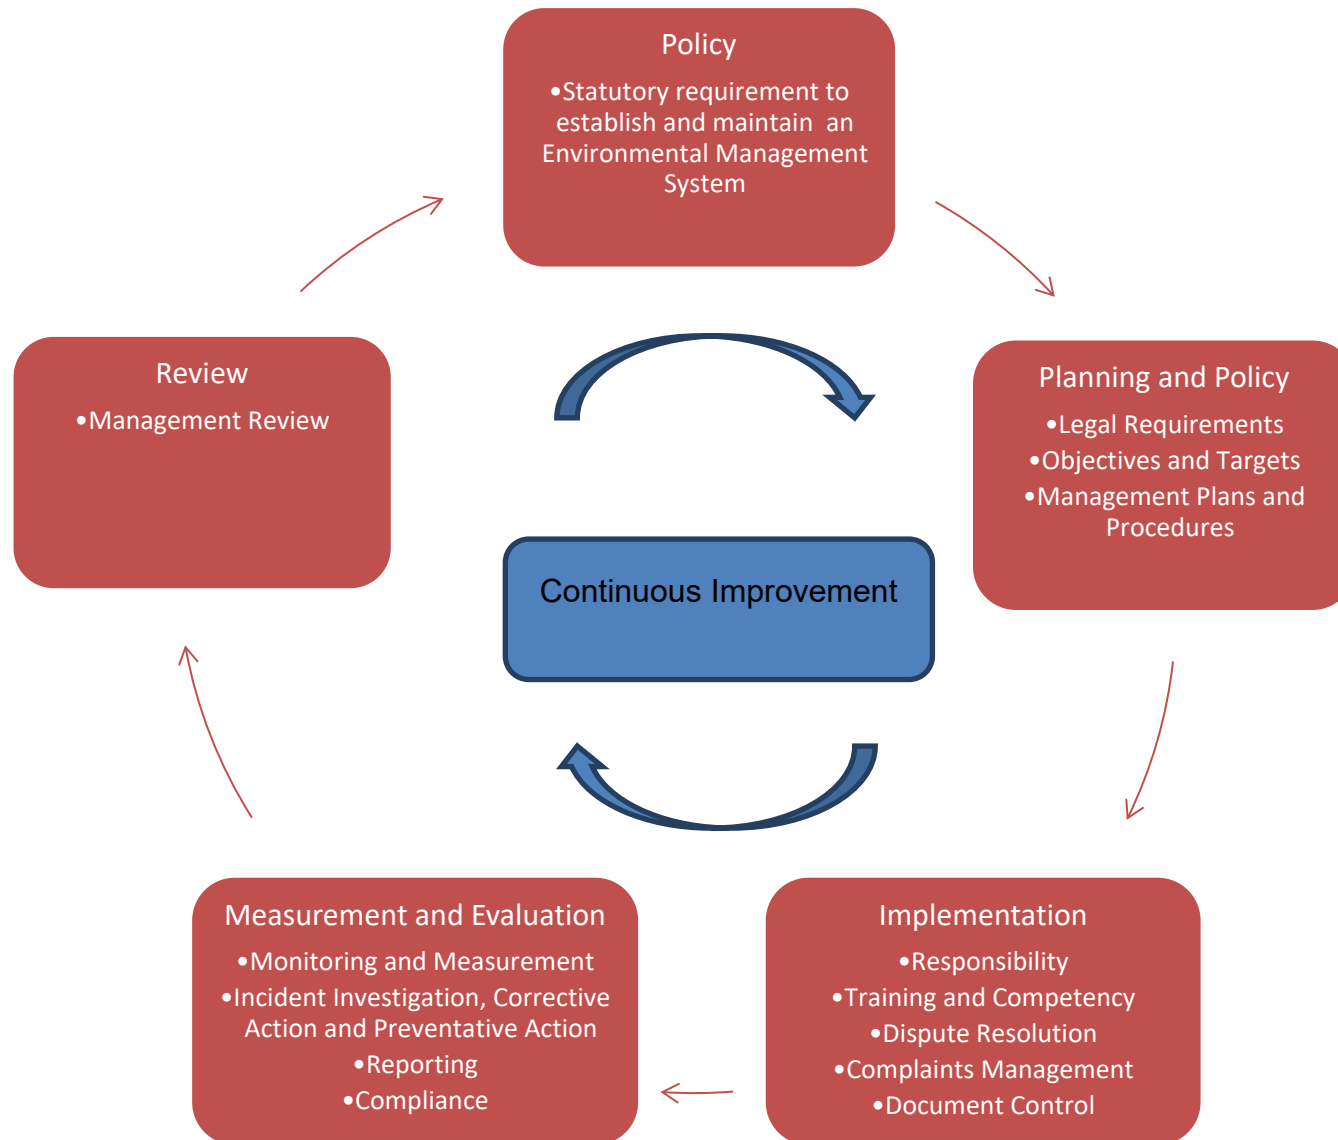 Policy
•Statutory requirement to
establish and maintain an
Environmental Management
System
Planning and Policy
•Legal Requirements
•Objectives and Targets
•Management Plans and
Procedures
Implementation
•Responsibility
•Training and Competency
•Dispute Resolution
•Complaints Management
•Document Control
Measurement and Evaluation
•Monitoring and Measurement
•Incident Investigation, Corrective
Action and Preventative Action
•Reporting
•Compliance
Review
•Management Review
Continuous Improvement